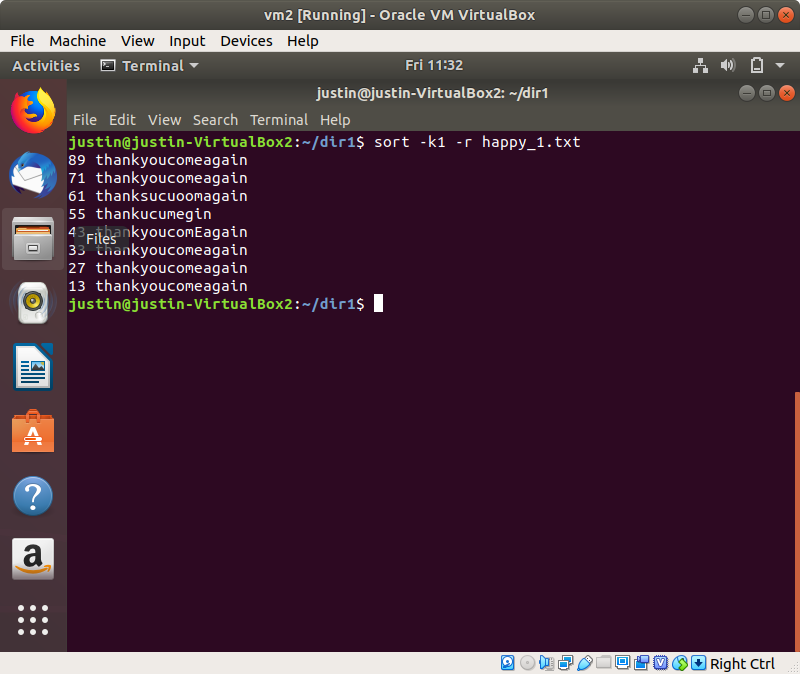 vm2 [Running] - Oracle VM VirtualBox
File Machine View Input Devices Help
Activities Terminal Fri 11:32
justin@justin-VirtualBox2: ~/dir1
File Edit View Search Terminal Help
justin@justin-VirtualBox2:~/dir1$ sort -k1 -r happy_1.txt
89 thankyoucomeagain
71 thankyoucomeagain
61 thanksucuoomagain
55 thankucumegin
43 thankyoucomEagain
Files
33 thankyoucomeagain
27 thankyoucomeagain
13 thankyoucomeagain
justin@justin-VirtualBox2:~/dir1$
Right Ctrl